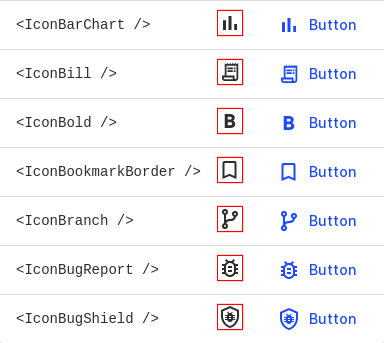 <IconBarChart /> Button
<IconBill /> Button
<IconBold /> Button
<IconBookmarkBorder /> Button
<IconBranch /> Button
<IconBugReport /> Button
<IconBugShield /> Button